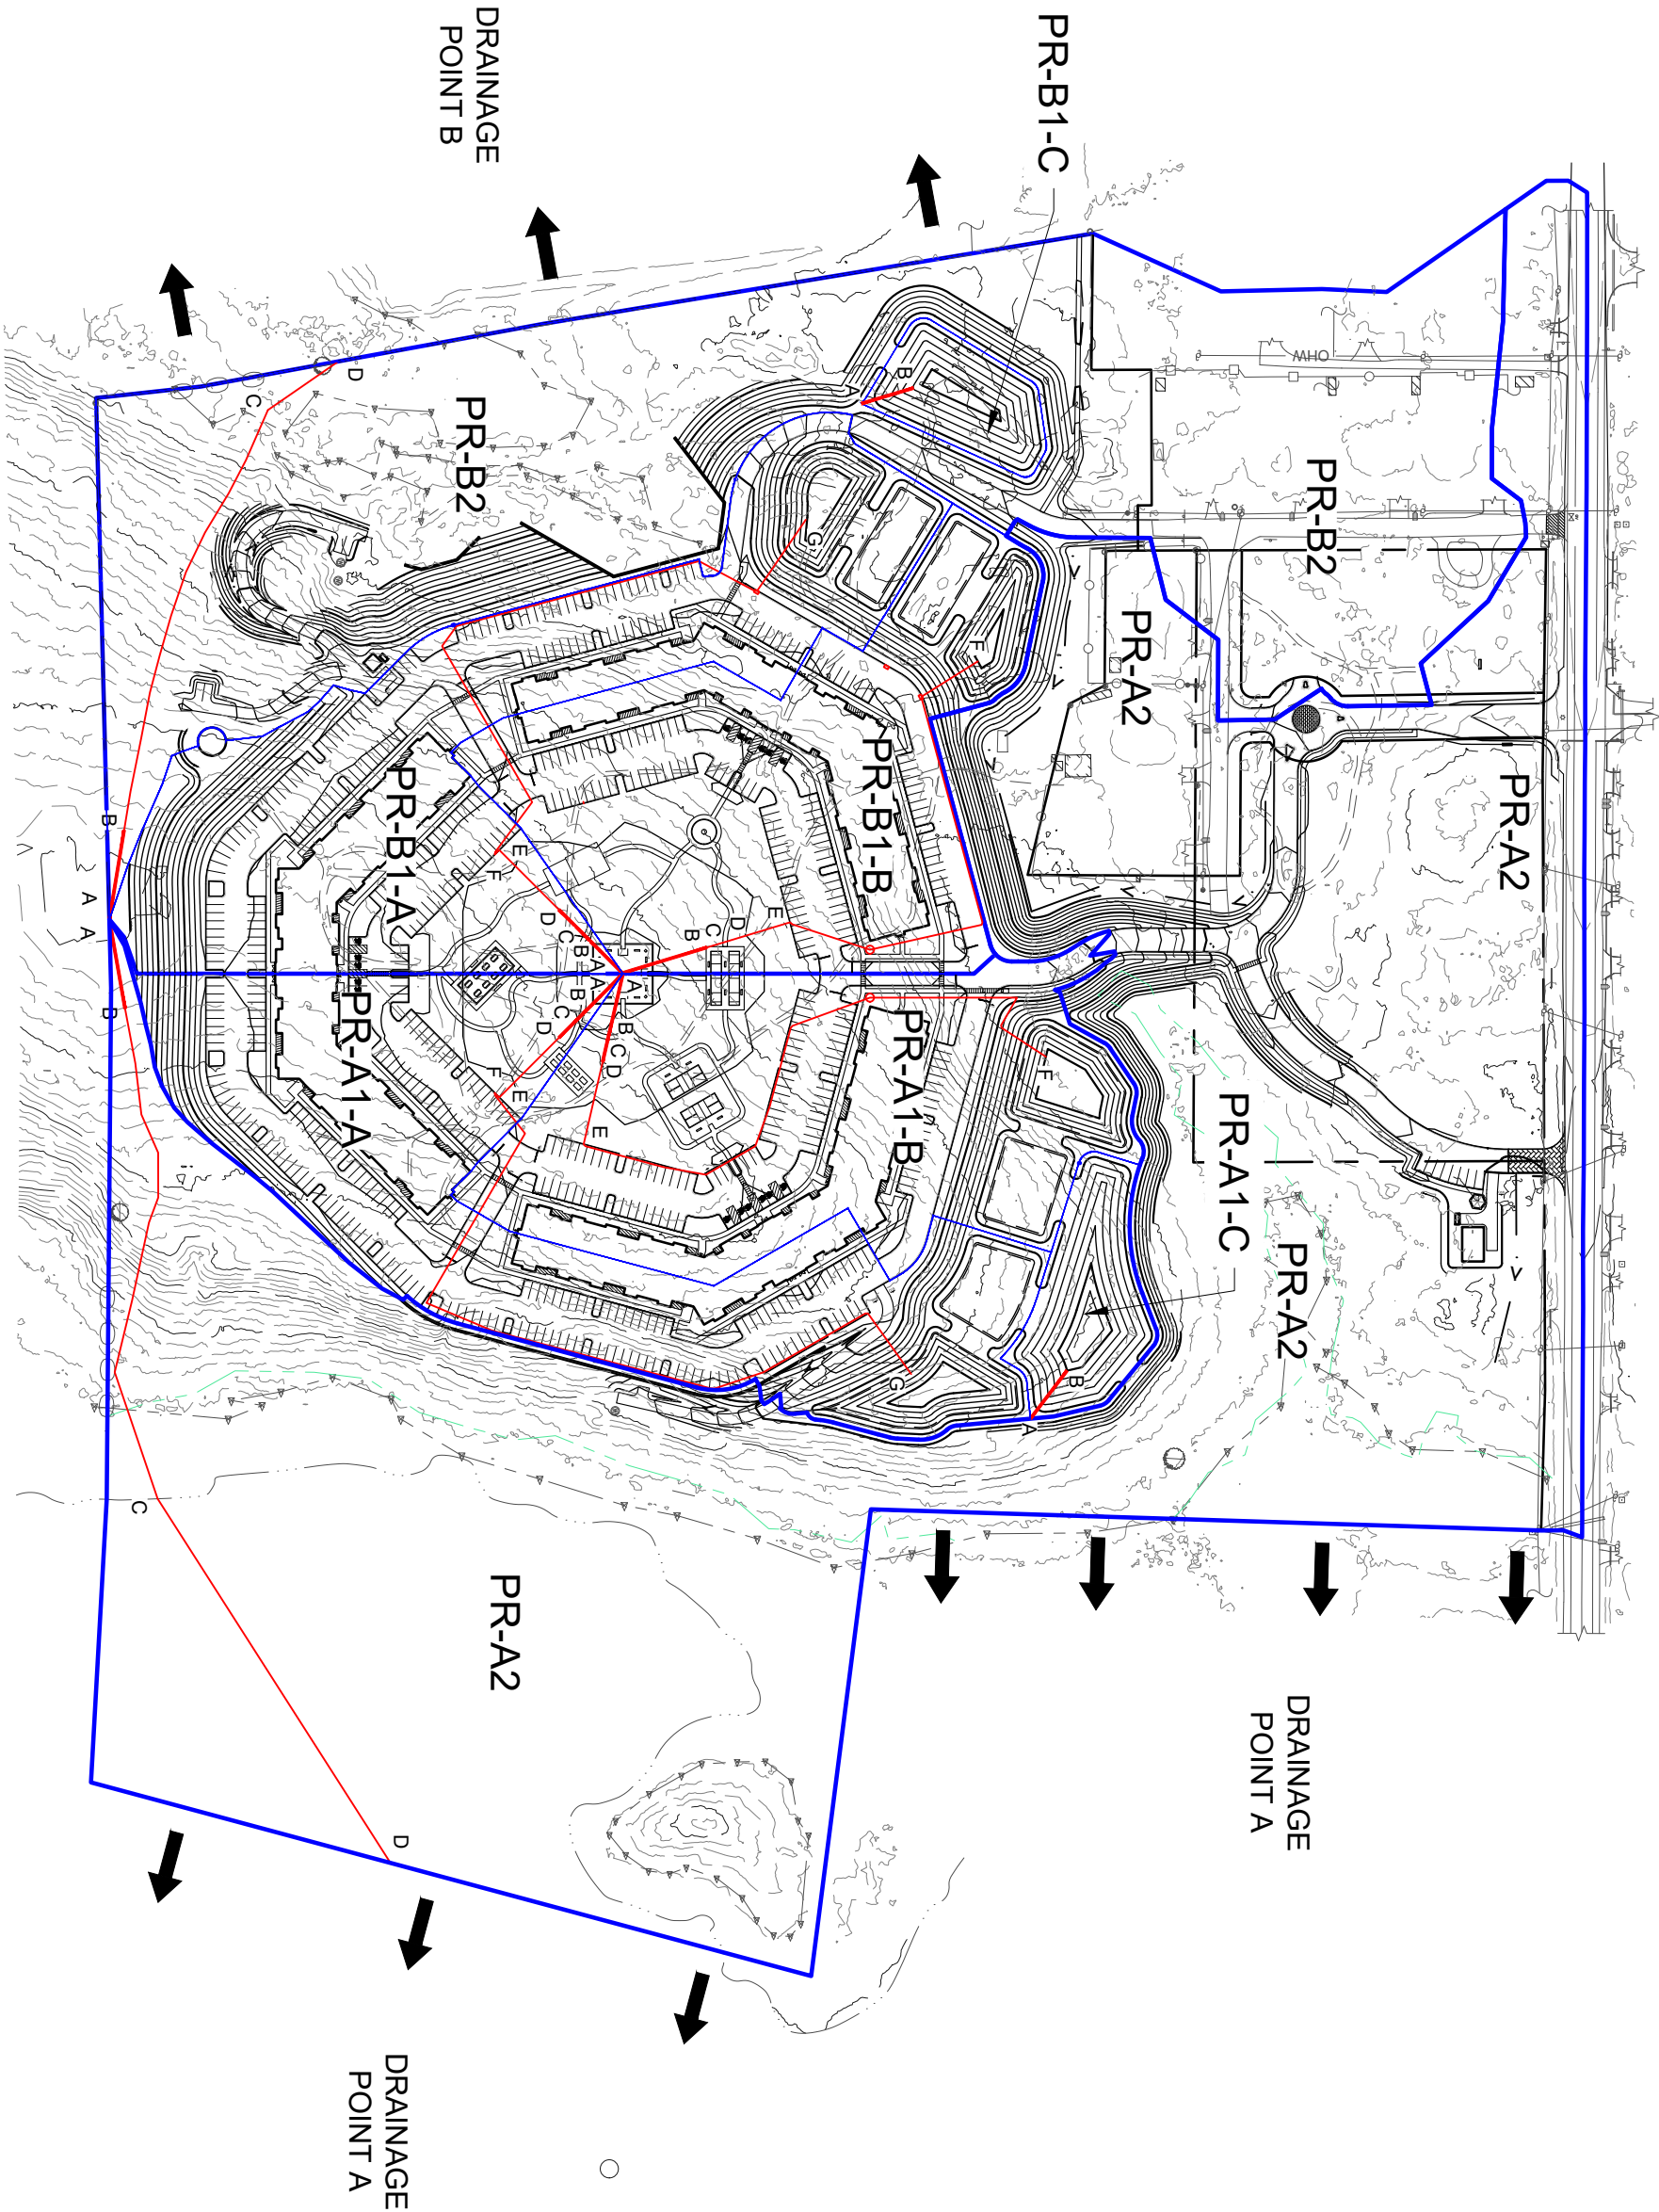 DRAINAGE
POINT B
PR-B1-C
PR-B2
PR-B2
PR-A2
PR-A2
PR-B1-A
PR-B1-B
PR-A1-A
PR-A1-B
PR-A1-C
PR-A2
PR-A2
DRAINAGE
POINT A
DRAINAGE
POINT A
OHW
D
C
B
A
A
B
C
D
B
A
G
F
E
F
D
C
B
A
B
C
D
E
A
A
B
C
D
E
F
B
C
D
E
F
G
B
A